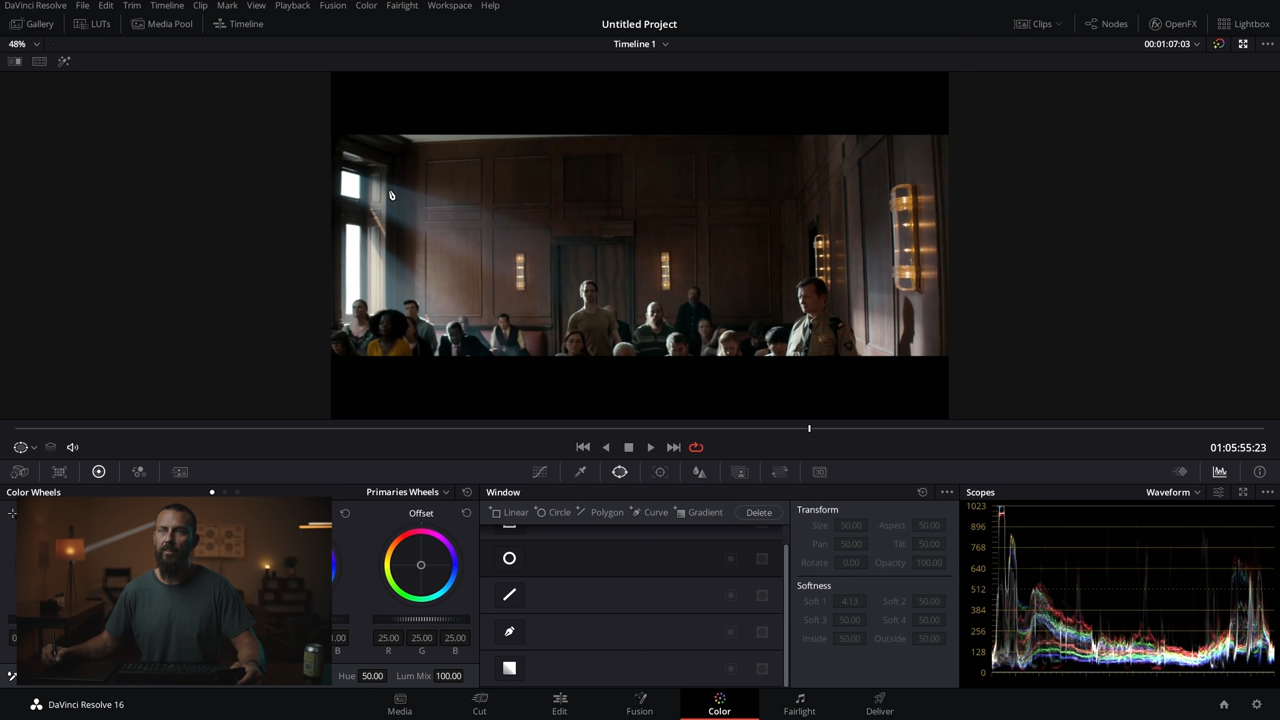 DaVinci Resolve File Edit Trim Timeline Clip Mark View Playback Fusion Color Fairlight Workspace Help
Gallery LUTs Media Pool Timeline Untitled Project Clips Nodes OpenFX Lightbox
48% Timeline 1 00:01:07:03
01:05:55:23
Color Wheels Primaries Wheels Window Scopes Waveform
Offset
25.00 25.00 25.00
R G B
B
Hue 50.00 Lum Mix 100.00
Linear Circle Polygon Curve Gradient Delete
Transform
Size 50.00 Aspect 50.00
Pan 50.00 Tilt 50.00
Rotate 0.00 Opacity 100.00
Softness
Soft 1 4.13 Soft 2 50.00
Soft 3 50.00 Soft 4 50.00
Inside 50.00 Outside 50.00
1023
896
768
640
512
384
256
128
0
DaVinci Resolve 16 Media Cut Edit Fusion Color Fairlight Deliver